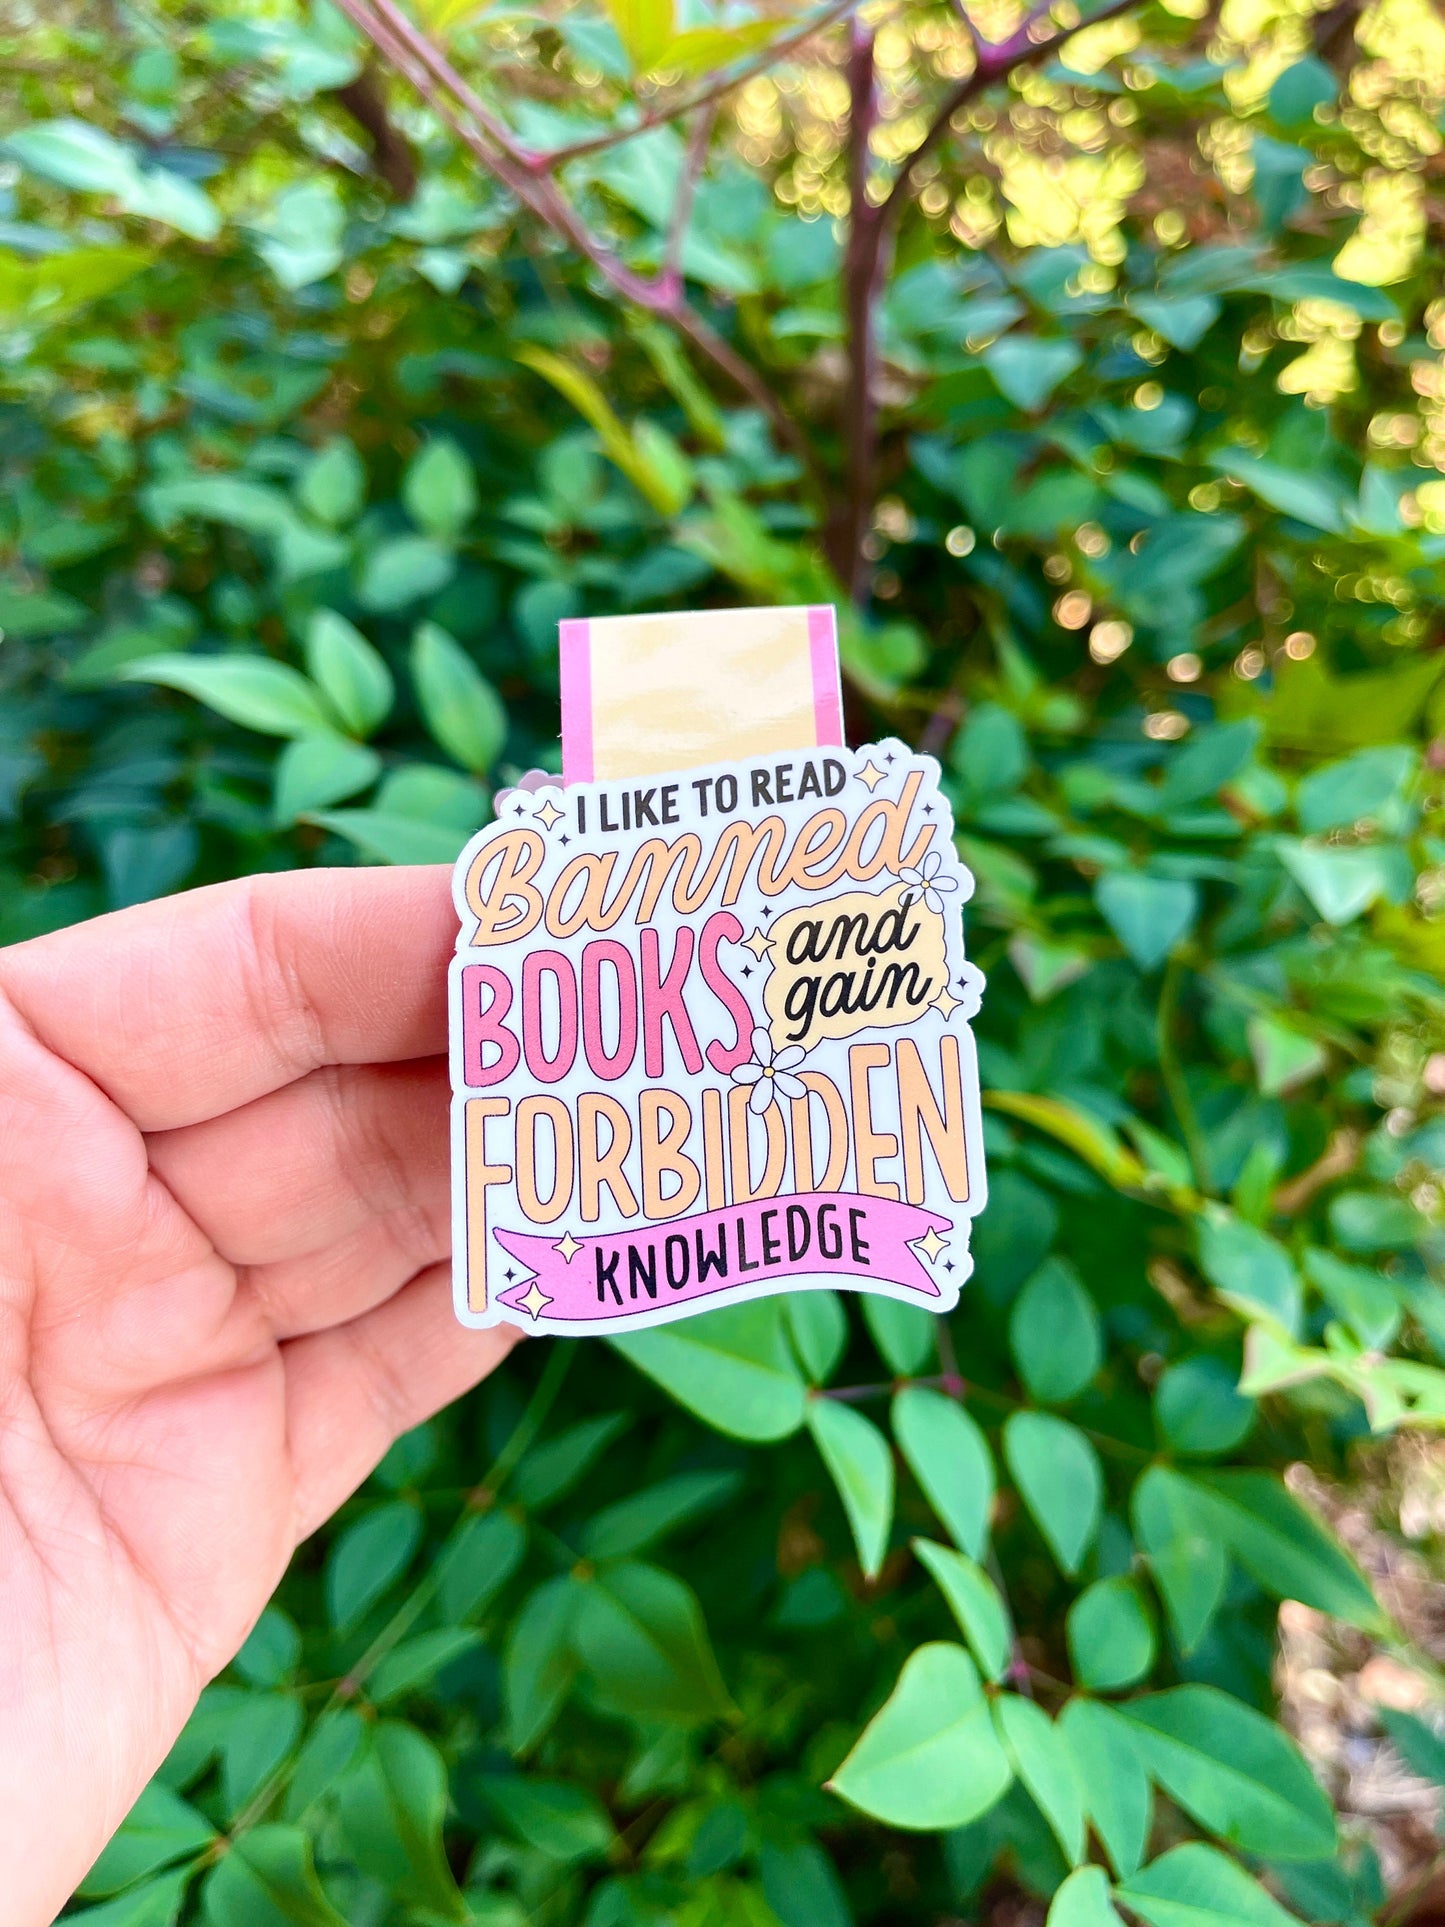 I LIKE TO READ
Banned
BOOKS and
gain
FORBIDDEN
KNOWLEDGE